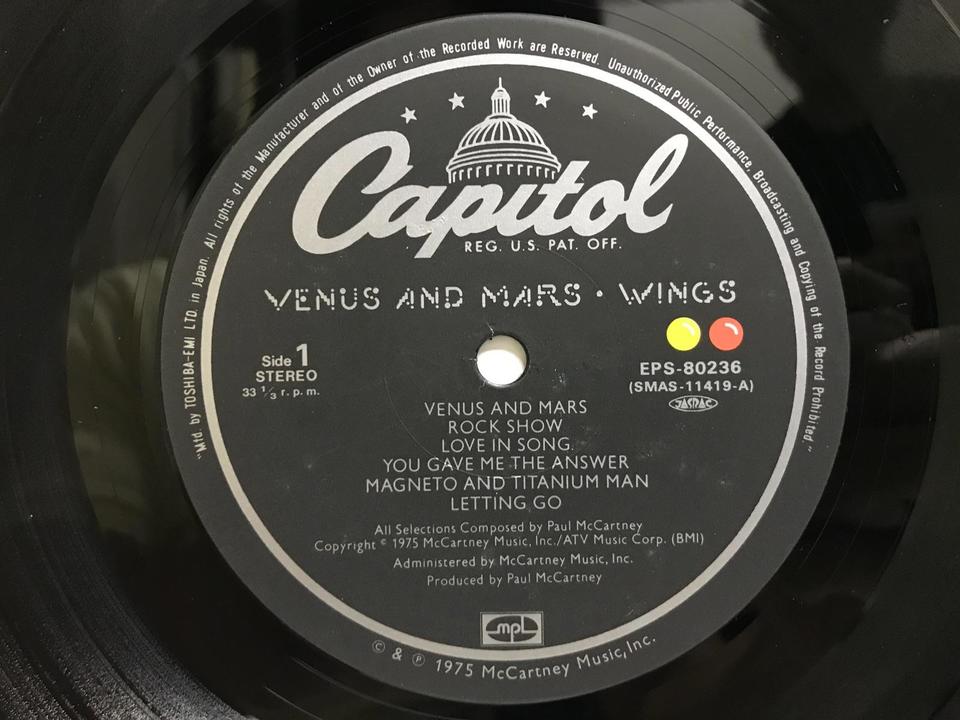 "Mfd. by TOSHIBA-EMI LTD. in Japan. All rights of the Manufacturer and of the Owner of the Recorded Work are Reserved. Unauthorized Public Performance, Broadcasting and Copying of the Record Prohibited."
Capitol
REG. U.S. PAT. OFF.
VENUS AND MARS · WINGS
Side 1
STEREO
33 1/3 r.p.m.
EPS-80236
(SMAS-11419-A)
JASRAC
VENUS AND MARS
ROCK SHOW
LOVE IN SONG
YOU GAVE ME THE ANSWER
MAGNETO AND TITANIUM MAN
LETTING GO
All Selections Composed by Paul McCartney
Copyright © 1975 McCartney Music, Inc./ATV Music Corp. (BMI)
Administered by McCartney Music, Inc.
Produced by Paul McCartney
mpl
© & ℗ 1975 McCartney Music, Inc.